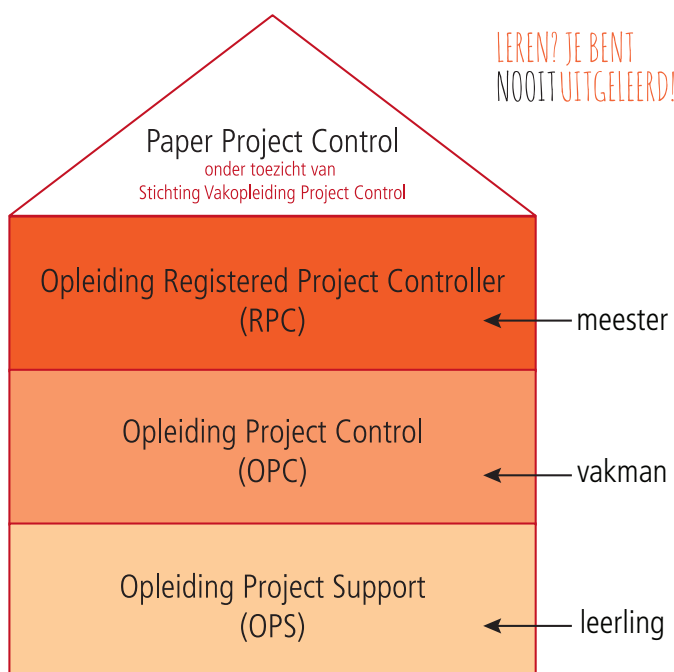 LEREN? JE BENT
NOOIT UITGELEERD!
Paper Project Control
onder toezicht van
Stichting Vakopleiding Project Control
Opleiding Registered Project Controller
(RPC)
meester
Opleiding Project Control
(OPC)
vakman
Opleiding Project Support
(OPS)
leerling